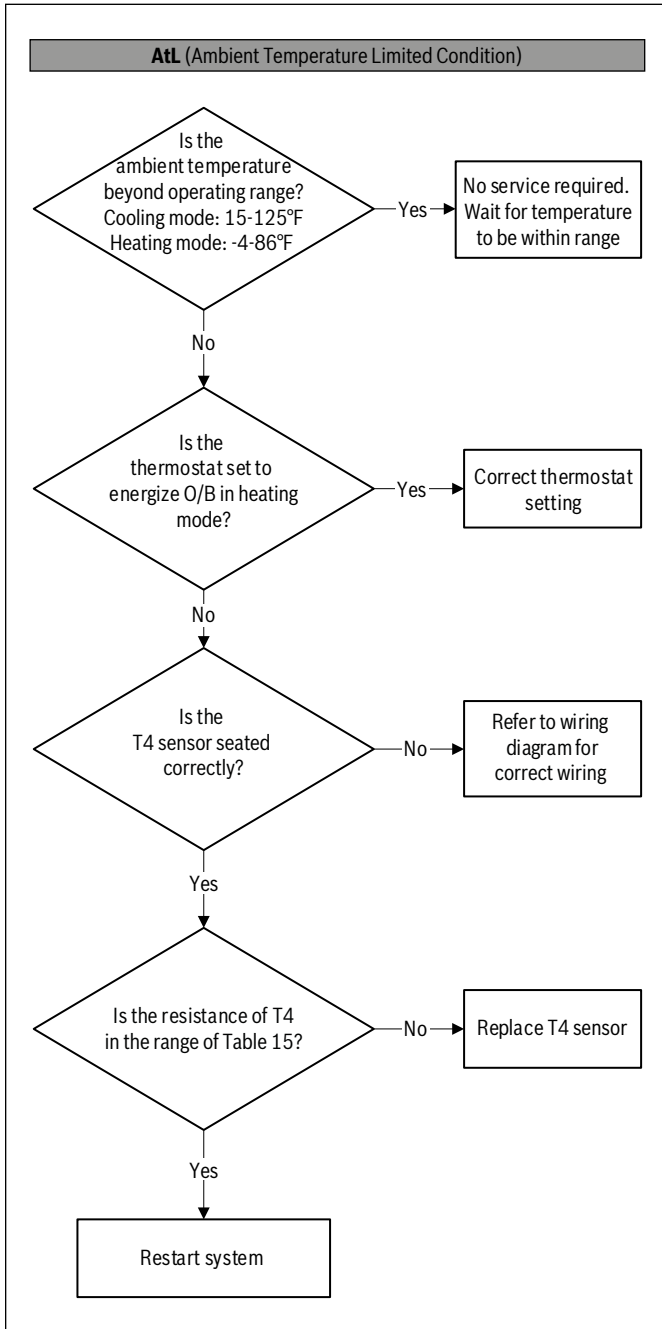 AtL (Ambient Temperature Limited Condition)
Is the
ambient temperature
beyond operating range?
Cooling mode: 15-125°F
Heating mode: -4-86°F
Yes
No service required.
Wait for temperature
to be within range
No
Is the
thermostat set to
energize O/B in heating
mode?
Yes
Correct thermostat
setting
No
Is the
T4 sensor seated
correctly?
No
Refer to wiring
diagram for
correct wiring
Yes
Is the resistance of T4
in the range of Table 15?
No
Replace T4 sensor
Yes
Restart system